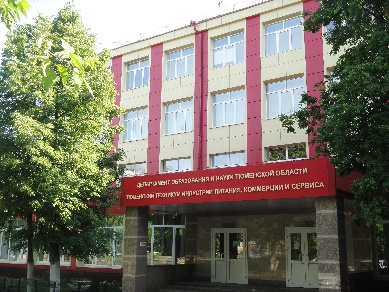 ДЕПАРТАМЕНТ ОБРАЗОВАНИЯ И НАУКИ ТЮМЕНСКОЙ ОБЛАСТИ
ТЮМЕНСКИЙ ТЕХНИКУМ ИНДУСТРИИ ПИТАНИЯ, КОММЕРЦИИ И СЕРВИСА